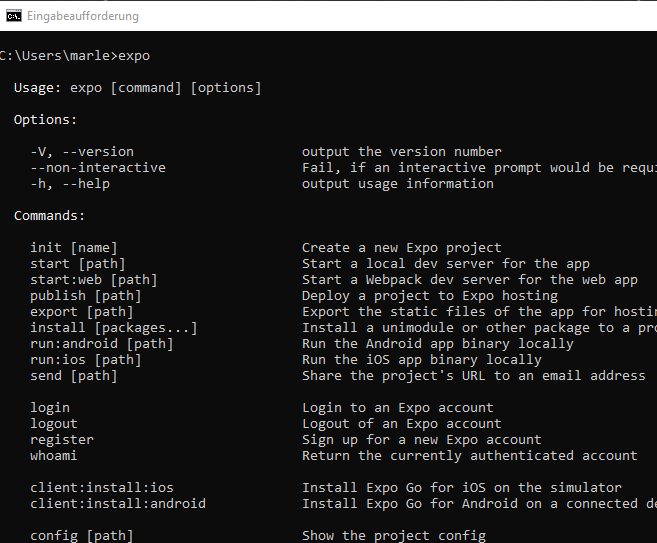 Eingabeaufforderung
C:\Users\marle>expo
Usage: expo [command] [options]
Options:
-V, --version output the version number
--non-interactive Fail, if an interactive prompt would be requi
-h, --help output usage information
Commands:
init [name] Create a new Expo project
start [path] Start a local dev server for the app
start:web [path] Start a Webpack dev server for the web app
publish [path] Deploy a project to Expo hosting
export [path] Export the static files of the app for hostin
install [packages...] Install a unimodule or other package to a pro
run:android [path] Run the Android app binary locally
run:ios [path] Run the iOS app binary locally
send [path] Share the project's URL to an email address
login Login to an Expo account
logout Logout of an Expo account
register Sign up for a new Expo account
whoami Return the currently authenticated account
client:install:ios Install Expo Go for iOS on the simulator
client:install:android Install Expo Go for Android on a connected de
config [path] Show the project config